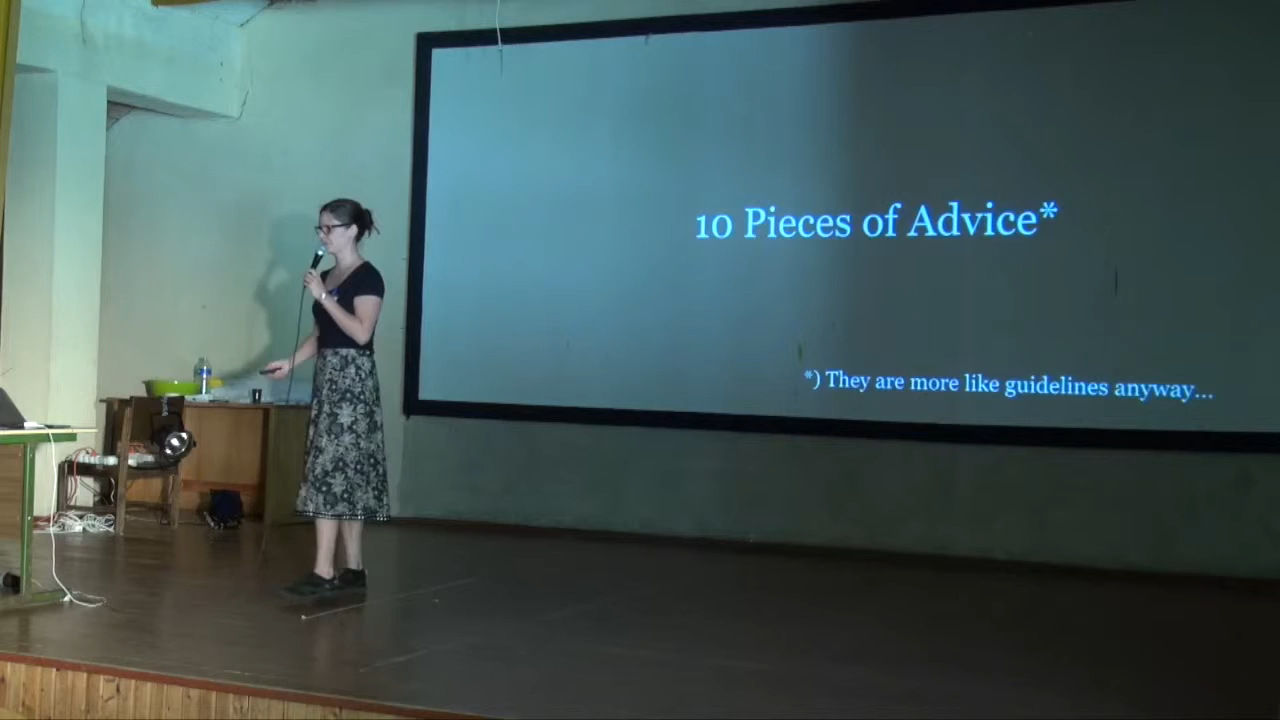 10 Pieces of Advice*
*) They are more like guidelines anyway...